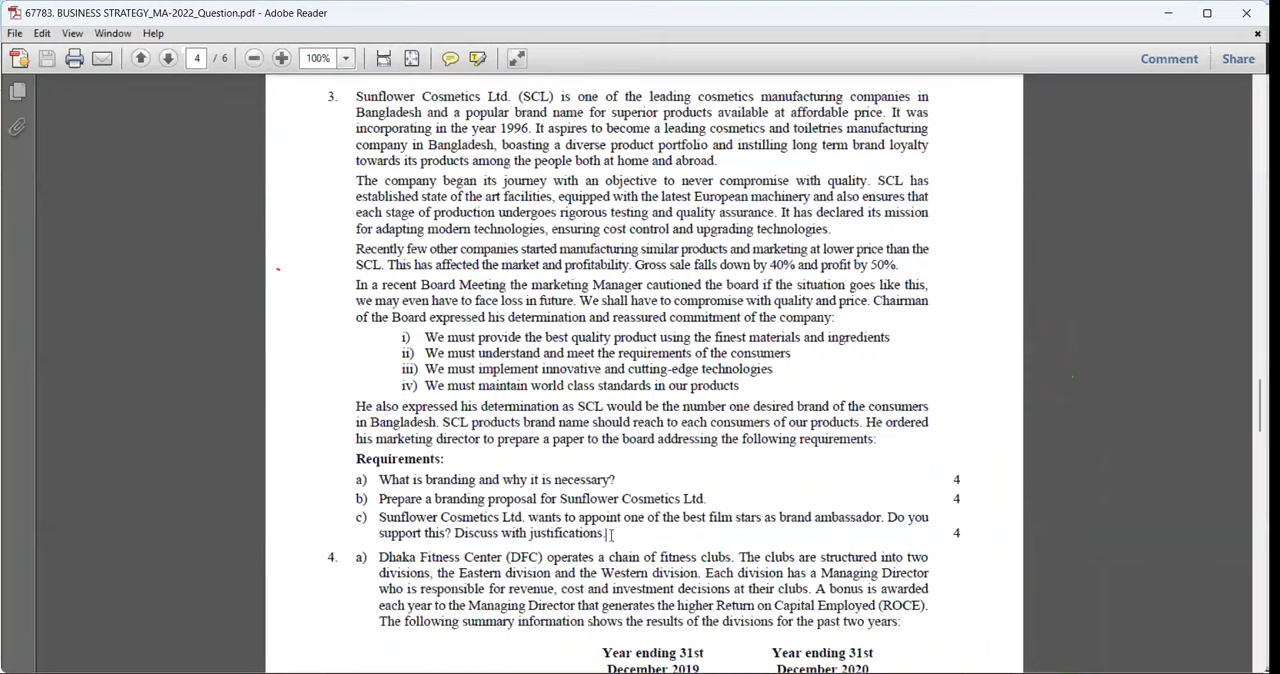 67783. BUSINESS STRATEGY_MA-2022_Question.pdf - Adobe Reader
File Edit View Window Help
4 / 6 100% Comment Share
3. Sunflower Cosmetics Ltd. (SCL) is one of the leading cosmetics manufacturing companies in
Bangladesh and a popular brand name for superior products available at affordable price. It was
incorporating in the year 1996. It aspires to become a leading cosmetics and toiletries manufacturing
company in Bangladesh, boasting a diverse product portfolio and instilling long term brand loyalty
towards its products among the people both at home and abroad.
The company began its journey with an objective to never compromise with quality. SCL has
established state of the art facilities, equipped with the latest European machinery and also ensures that
each stage of production undergoes rigorous testing and quality assurance. It has declared its mission
for adapting modern technologies, ensuring cost control and upgrading technologies.
Recently few other companies started manufacturing similar products and marketing at lower price than the
SCL. This has affected the market and profitability. Gross sale falls down by 40% and profit by 50%.
In a recent Board Meeting the marketing Manager cautioned the board if the situation goes like this,
we may even have to face loss in future. We shall have to compromise with quality and price. Chairman
of the Board expressed his determination and reassured commitment of the company:
i) We must provide the best quality product using the finest materials and ingredients
ii) We must understand and meet the requirements of the consumers
iii) We must implement innovative and cutting-edge technologies
iv) We must maintain world class standards in our products
He also expressed his determination as SCL would be the number one desired brand of the consumers
in Bangladesh. SCL products brand name should reach to each consumers of our products. He ordered
his marketing director to prepare a paper to the board addressing the following requirements:
Requirements:
a) What is branding and why it is necessary? 4
b) Prepare a branding proposal for Sunflower Cosmetics Ltd. 4
c) Sunflower Cosmetics Ltd. wants to appoint one of the best film stars as brand ambassador. Do you
support this? Discuss with justifications. 4
4. a) Dhaka Fitness Center (DFC) operates a chain of fitness clubs. The clubs are structured into two
divisions, the Eastern division and the Western division. Each division has a Managing Director
who is responsible for revenue, cost and investment decisions at their clubs. A bonus is awarded
each year to the Managing Director that generates the higher Return on Capital Employed (ROCE).
The following summary information shows the results of the divisions for the past two years:
Year ending 31st Year ending 31st
December 2019 December 2020